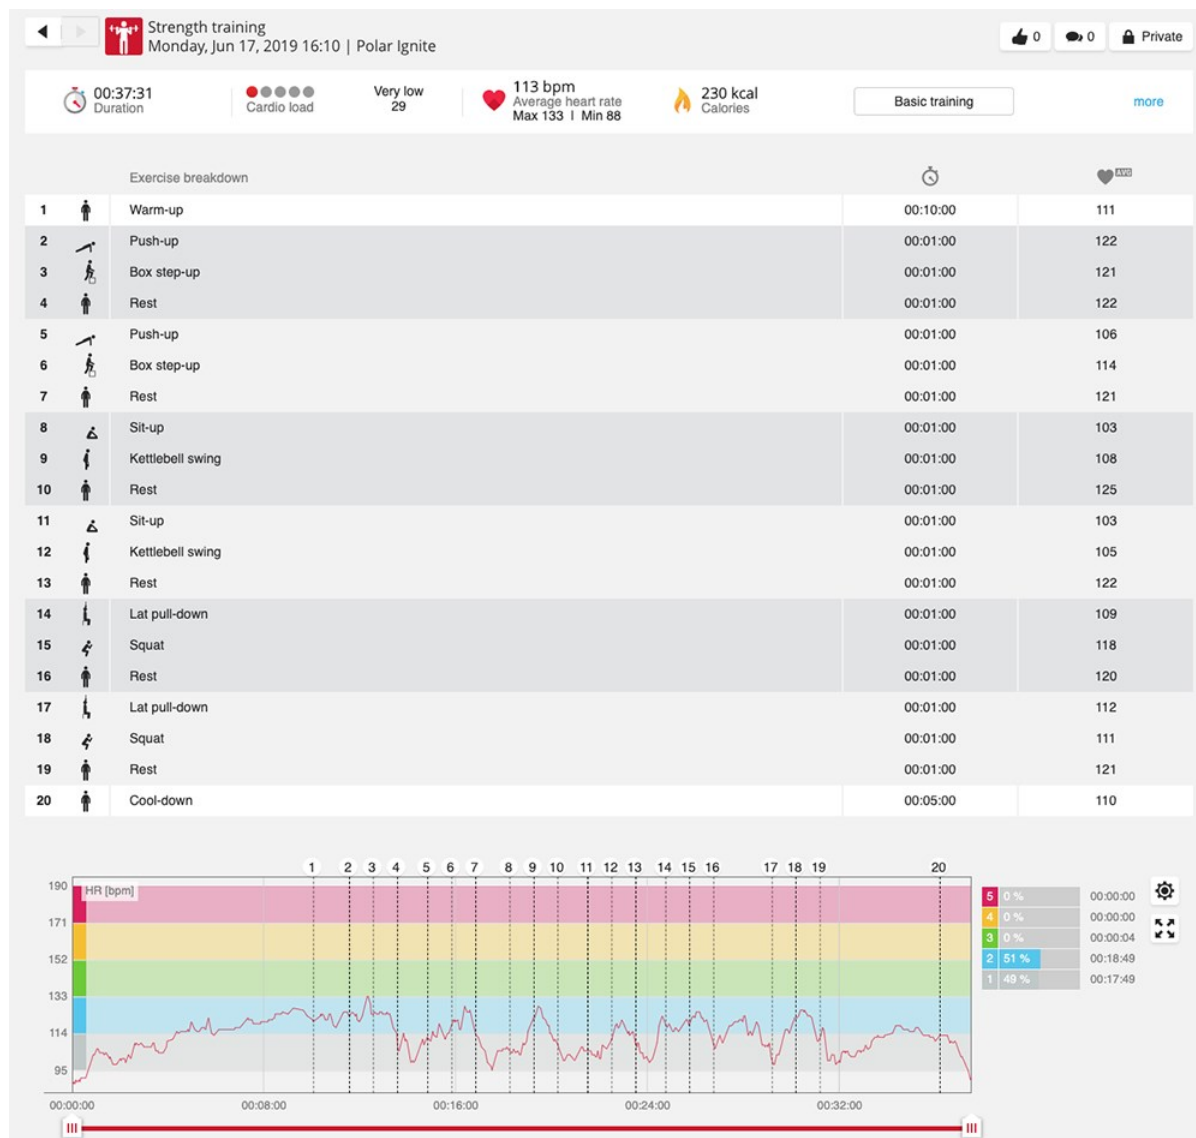 Strength training
Monday, Jun 17, 2019 16:10 | Polar Ignite
0
0
Private
00:37:31
Duration
Cardio load
Very low
29
113 bpm
Average heart rate
Max 133 | Min 88
230 kcal
Calories
Basic training
more
Exercise breakdown
AVG
1 Warm-up 00:10:00 111
2 Push-up 00:01:00 122
3 Box step-up 00:01:00 121
4 Rest 00:01:00 122
5 Push-up 00:01:00 106
6 Box step-up 00:01:00 114
7 Rest 00:01:00 121
8 Sit-up 00:01:00 103
9 Kettlebell swing 00:01:00 108
10 Rest 00:01:00 125
11 Sit-up 00:01:00 103
12 Kettlebell swing 00:01:00 105
13 Rest 00:01:00 122
14 Lat pull-down 00:01:00 109
15 Squat 00:01:00 118
16 Rest 00:01:00 120
17 Lat pull-down 00:01:00 112
18 Squat 00:01:00 111
19 Rest 00:01:00 121
20 Cool-down 00:05:00 110
1 2 3 4 5 6 7 8 9 10 11 12 13 14 15 16 17 18 19 20
HR [bpm]
190
171
152
133
114
95
00:00:00 00:08:00 00:16:00 00:24:00 00:32:00
5 0 % 00:00:00
4 0 % 00:00:00
3 0 % 00:00:04
2 51 % 00:18:49
1 49 % 00:17:49